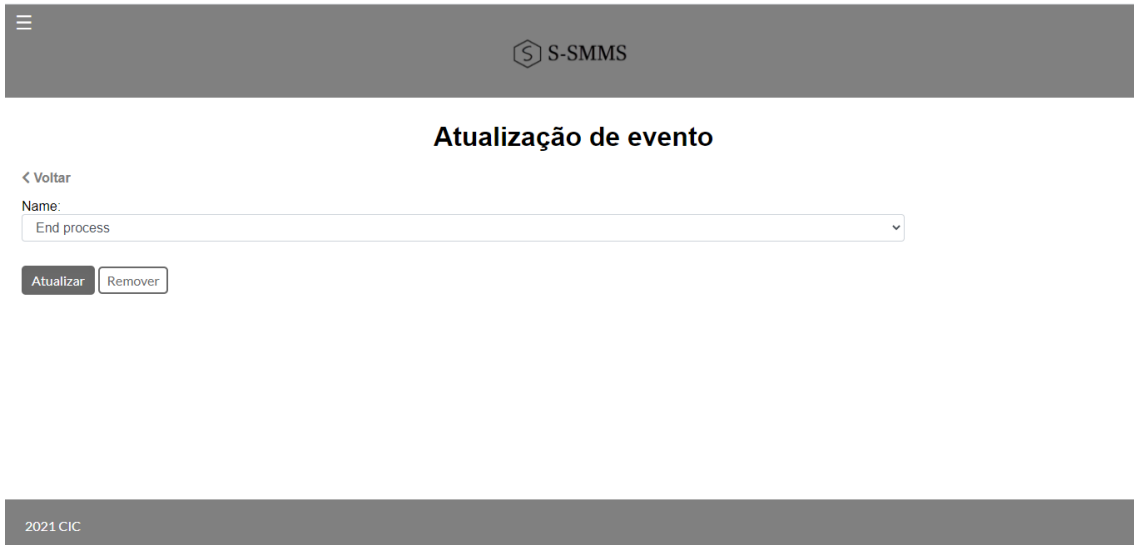 S-SMMS
Atualização de evento
Voltar
Name:
End process
Atualizar Remover
2021 CIC